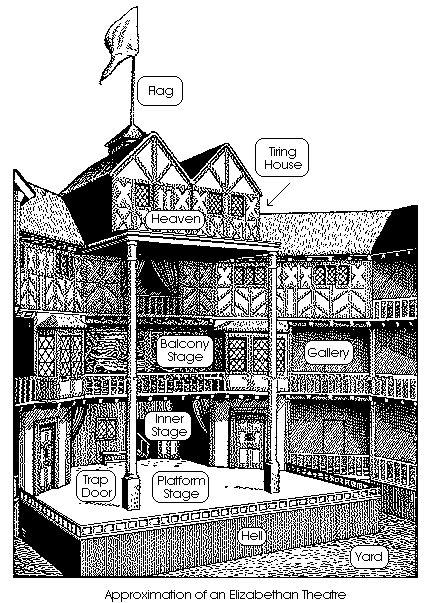 Flag
Tiring
House
Heaven
Balcony
Stage
Gallery
Inner
Stage
Trap
Door
Platform
Stage
Hell
Yard
Approximation of an Elizabethan Theatre